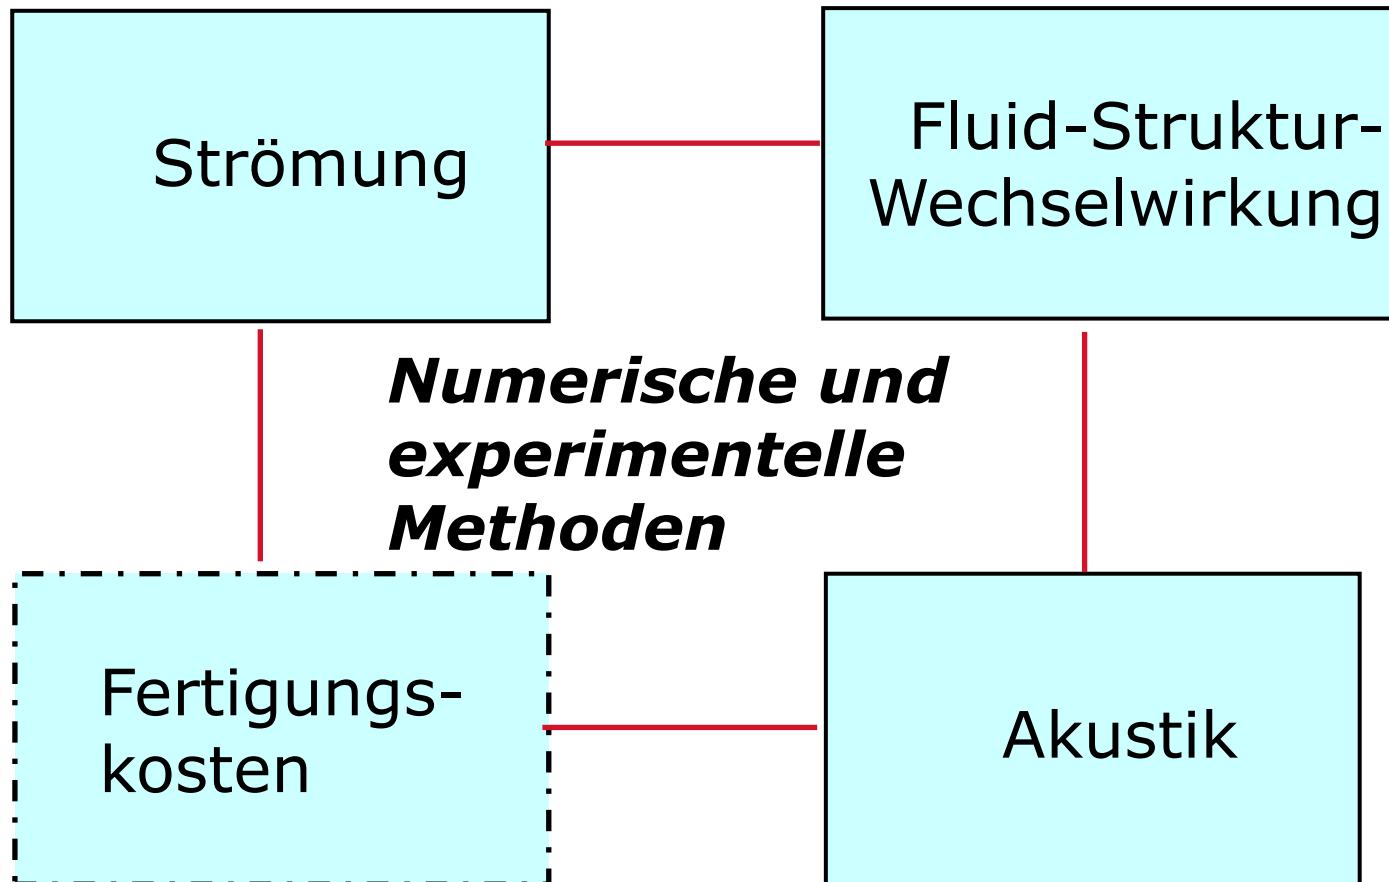 Strömung
Fluid-Struktur-
Wechselwirkung
Numerische und
experimentelle
Methoden
Fertigungs-
kosten
Akustik